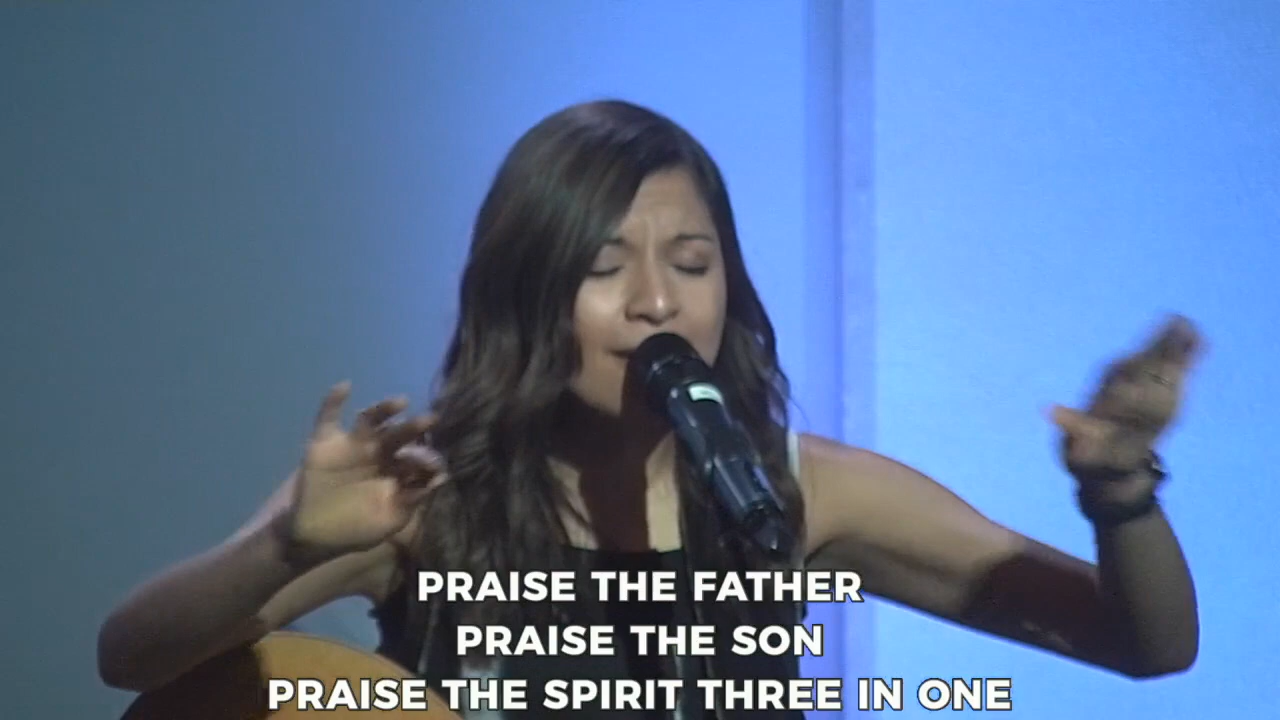 PRAISE THE FATHER
PRAISE THE SON
PRAISE THE SPIRIT THREE IN ONE